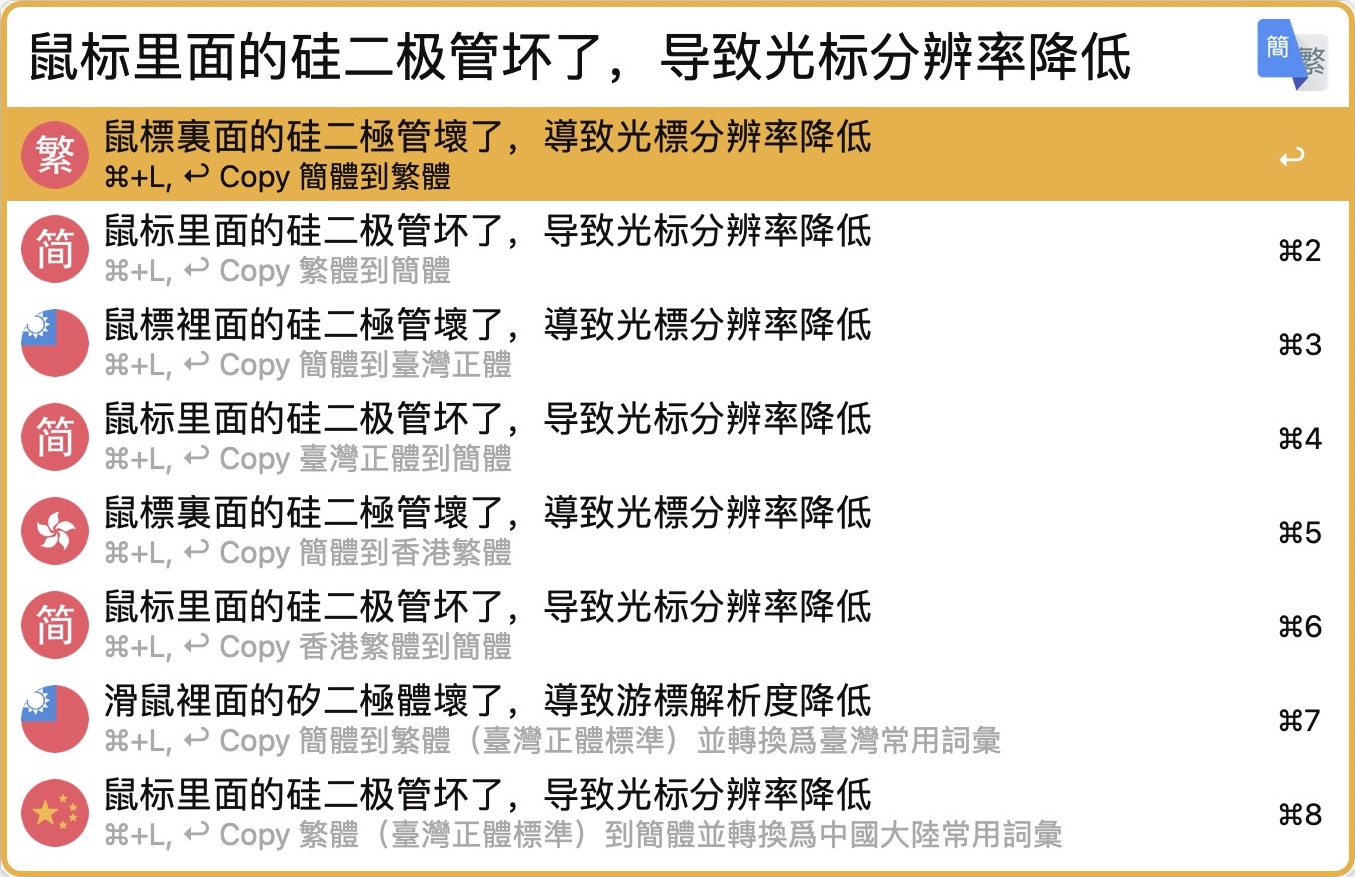 鼠标里面的硅二极管坏了，导致光标分辨率降低
簡
繁
繁
鼠標裏面的硅二極管壞了，導致光標分辨率降低
⌘+L, ↩ Copy 簡體到繁體
↩
简
鼠标里面的硅二极管坏了，导致光标分辨率降低
⌘+L, ↩ Copy 繁體到簡體
⌘2
鼠標裡面的硅二極管壞了，導致光標分辨率降低
⌘+L, ↩ Copy 簡體到臺灣正體
⌘3
简
鼠标里面的硅二极管坏了，导致光标分辨率降低
⌘+L, ↩ Copy 臺灣正體到簡體
⌘4
鼠標裏面的硅二極管壞了，導致光標分辨率降低
⌘+L, ↩ Copy 簡體到香港繁體
⌘5
简
鼠标里面的硅二极管坏了，导致光标分辨率降低
⌘+L, ↩ Copy 香港繁體到簡體
⌘6
滑鼠裡面的矽二極體壞了，導致游標解析度降低
⌘+L, ↩ Copy 簡體到繁體（臺灣正體標準）並轉換爲臺灣常用詞彙
⌘7
鼠标里面的硅二极管坏了，导致光标分辨率降低
⌘+L, ↩ Copy 繁體（臺灣正體標準）到簡體並轉換爲中國大陸常用詞彙
⌘8